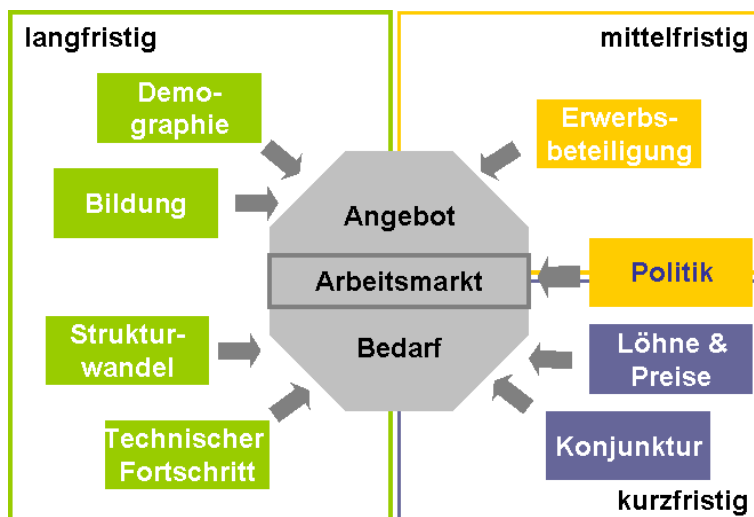 langfristig
mittelfristig
Demo-
graphie
Erwerbs-
beteiligung
Bildung
Angebot
Arbeitsmarkt
Politik
Struktur-
wandel
Bedarf
Löhne &
Preise
Technischer
Fortschritt
Konjunktur
kurzfristig